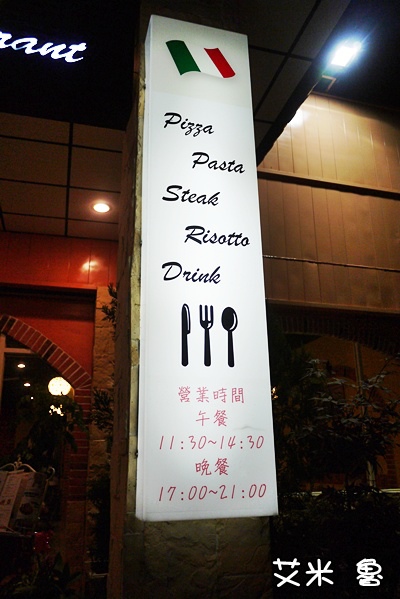 rant
Pizza
Pasta
Steak
Risotto
Drink
營業時間
午餐
11:30~14:30
晚餐
17:00~21:00
艾米 魯